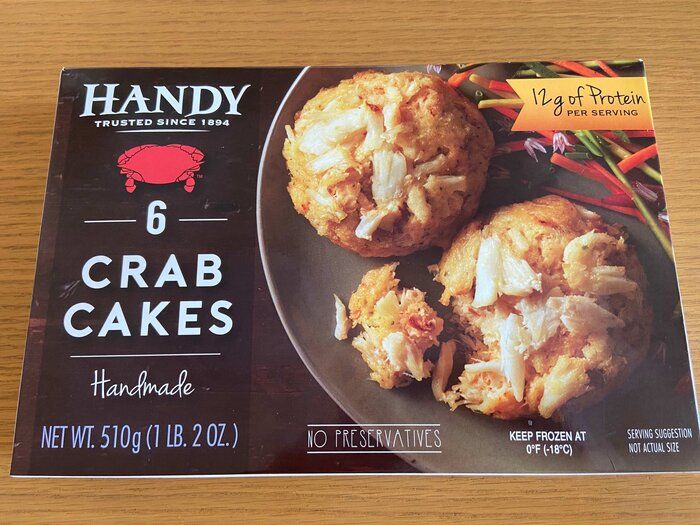 HANDY
TRUSTED SINCE 1894
TM
6
CRAB
CAKES
Handmade
NET WT. 510g (1 LB. 2 OZ.)
12g of Protein
PER SERVING
NO PRESERVATIVES
KEEP FROZEN AT
0°F (-18°C)
SERVING SUGGESTION
NOT ACTUAL SIZE